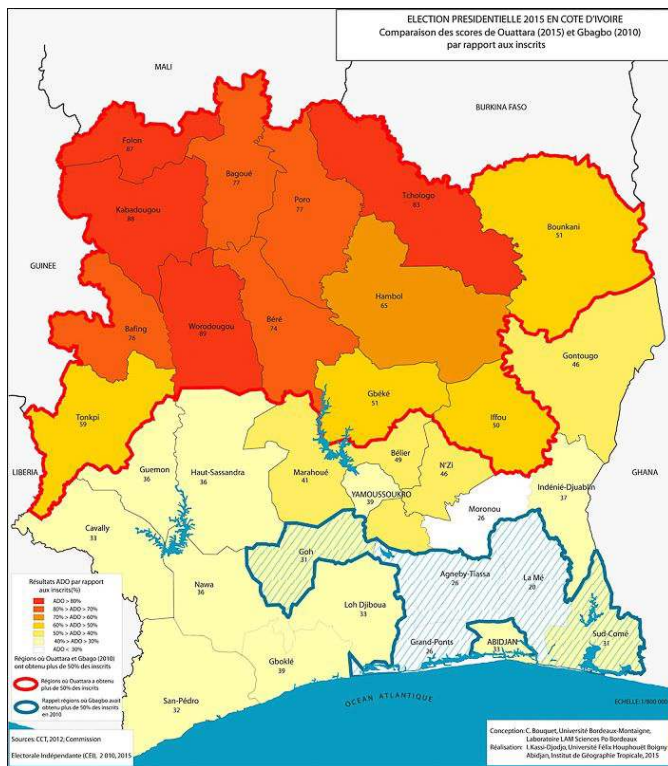 ELECTION PRESIDENTIELLE 2015 EN COTE D'IVOIRE
Comparaison des scores de Ouattara (2015) et Gbagbo (2010)
par rapport aux inscrits
MALI
BURKINA FASO
Folon
87
Bagoué
77
Poro
77
Tchologo
83
Kabadougou
88
Bounkani
51
GUINEE
Hambol
65
Bafing
76
Worodougou
89
Béré
74
Gontougo
46
Tonkpi
59
Gbêkê
51
Iffou
50
LIBERIA
Guemon
36
Haut-Sassandra
36
Marahoué
41
Bélier
49
N'Zi
46
GHANA
YAMOUSSOUKRO
39
Indénié-Djuablin
37
Moronou
26
Cavally
33
Goh
31
Agneby-Tiassa
26
La Mé
28
Nawa
36
Loh Djiboua
33
Grand-Ponts
26
ABIDJAN
33
Sud-Comé
31
Gboklé
39
San-Pédro
32
OCEAN ATLANTIQUE
ECHELLE: 1/800 000
Résultats ADO par rapport
aux inscrits(%)
ADO > 80%
80% > ADO > 70%
70% > ADO > 60%
60% > ADO > 50%
50% > ADO > 40%
40% > ADO > 30%
ADO < 30%
Régions où Ouattara et Gbago (2010)
ont obtenu plus de 50% des inscrits
Régions où Ouattara a obtenu
plus de 50% des inscrits
Rappel régions où Gbagbo avait
obtenu plus de 50% des inscrits
en 2010
Sources: CCT, 2012; Commission
Electorale Indépendante (CEI), 2 010, 2015
Conception: C. Bouquet, Université Bordeaux-Montaigne,
Laboratoire LAM Sciences Po Bordeaux
Réalisation: I. Kassi-Djodjo, Université Félix Houphouët Boigny
Abidjan, Institut de Géographie Tropicale, 2015